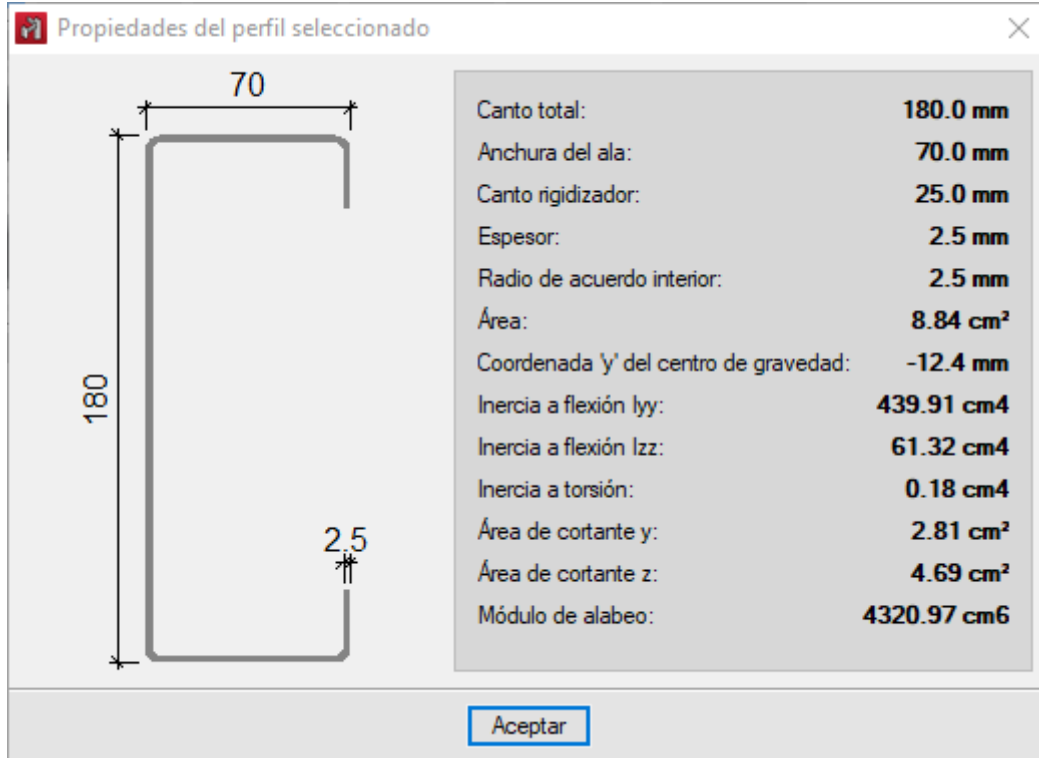 Propiedades del perfil seleccionado
70
180
2.5
Canto total: 180.0 mm
Anchura del ala: 70.0 mm
Canto rigidizador: 25.0 mm
Espesor: 2.5 mm
Radio de acuerdo interior: 2.5 mm
Área: 8.84 cm²
Coordenada 'y' del centro de gravedad: -12.4 mm
Inercia a flexión Iyy: 439.91 cm4
Inercia a flexión Izz: 61.32 cm4
Inercia a torsión: 0.18 cm4
Área de cortante y: 2.81 cm²
Área de cortante z: 4.69 cm²
Módulo de alabeo: 4320.97 cm6
Aceptar